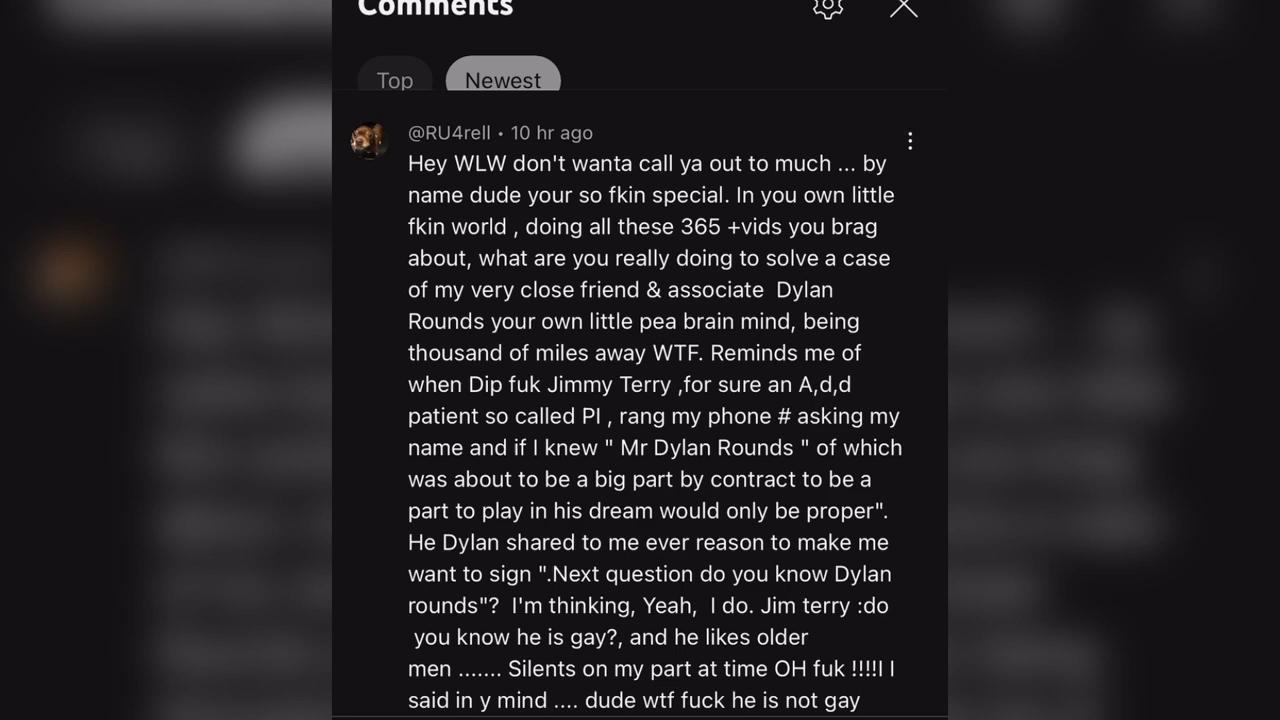 Comments
Top Newest
@RU4rell • 10 hr ago
Hey WLW don't wanta call ya out to much ... by
name dude your so fkin special. In you own little
fkin world , doing all these 365 +vids you brag
about, what are you really doing to solve a case
of my very close friend & associate  Dylan
Rounds your own little pea brain mind, being
thousand of miles away WTF. Reminds me of
when Dip fuk Jimmy Terry ,for sure an A,d,d
patient so called PI , rang my phone # asking my
name and if I knew " Mr Dylan Rounds " of which
was about to be a big part by contract to be a
part to play in his dream would only be proper".
He Dylan shared to me ever reason to make me
want to sign ".Next question do you know Dylan
rounds"?  I'm thinking, Yeah,  I do. Jim terry :do
you know he is gay?, and he likes older
men ....... Silents on my part at time OH fuk !!!!I I
said in y mind .... dude wtf fuck he is not gay